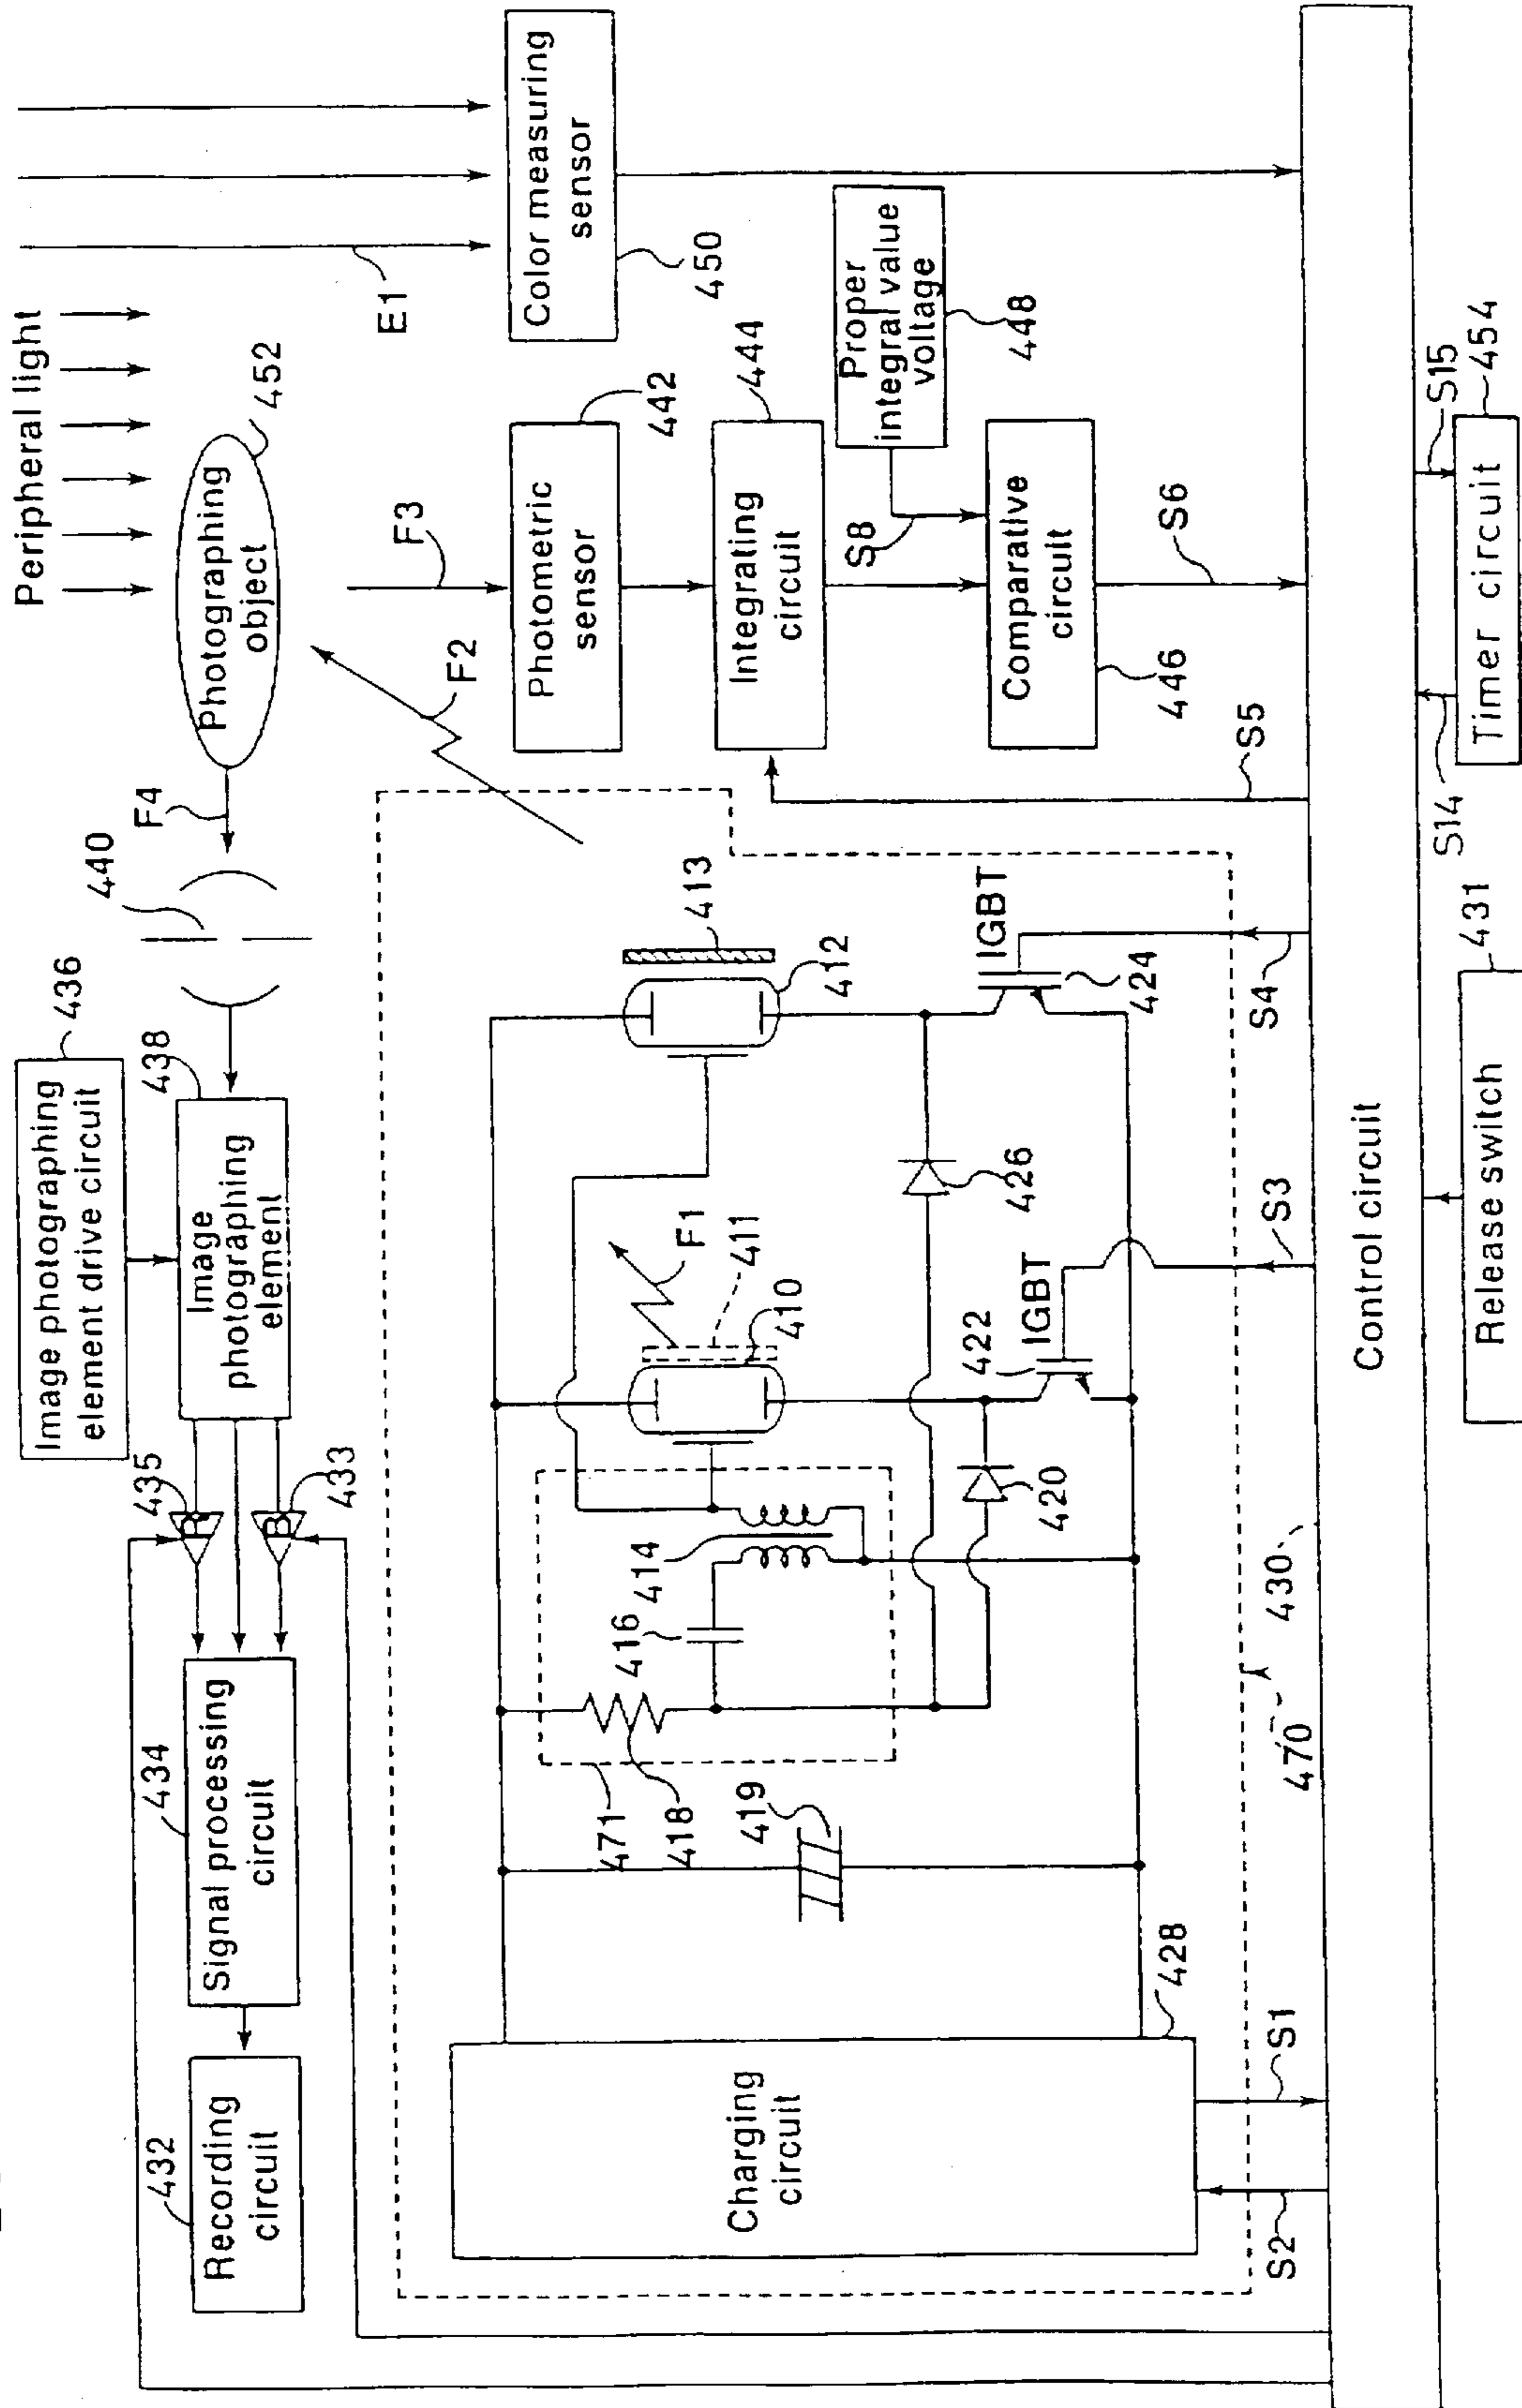 Peripheral light
E1
Color measuring
sensor
450
Photographing
object
452
F4
440
F3
F2
Photometric
sensor
442
Integrating
circuit
444
Proper
integral value
voltage
448
S8
Comparative
circuit
446
S6
S5
Image photographing
element drive circuit
436
Image
photographing
element
438
435
R
433
B
Signal processing
circuit
434
Recording
circuit
432
413
412
IGBT
424
S4
F1
411
410
426
422
IGBT
S3
420
414
416
418
471
419
Charging
circuit
428
S1
S2
470
430
Control circuit
S15
S14
Timer circuit
454
Release switch
431